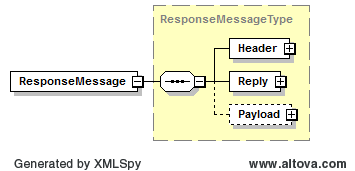 ResponseMessageType
Header
ResponseMessage
Reply
Payload
Generated by XMLSpy
www.altova.com